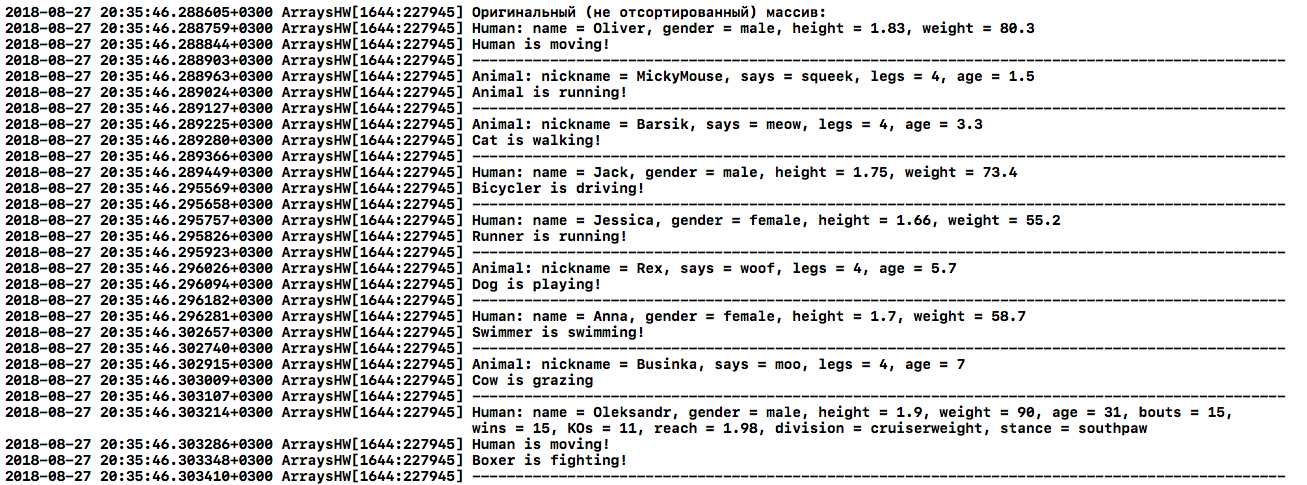 2018-08-27 20:35:46.288605+0300 ArraysHW[1644:227945] Оригинальный (не отсортированный) массив:
2018-08-27 20:35:46.288759+0300 ArraysHW[1644:227945] Human: name = Oliver, gender = male, height = 1.83, weight = 80.3
2018-08-27 20:35:46.288844+0300 ArraysHW[1644:227945] Human is moving!
2018-08-27 20:35:46.288903+0300 ArraysHW[1644:227945] ----------------------------------------------------------------------------------------------------
2018-08-27 20:35:46.288963+0300 ArraysHW[1644:227945] Animal: nickname = MickyMouse, says = squeek, legs = 4, age = 1.5
2018-08-27 20:35:46.289024+0300 ArraysHW[1644:227945] Animal is running!
2018-08-27 20:35:46.289127+0300 ArraysHW[1644:227945] ----------------------------------------------------------------------------------------------------
2018-08-27 20:35:46.289225+0300 ArraysHW[1644:227945] Animal: nickname = Barsik, says = meow, legs = 4, age = 3.3
2018-08-27 20:35:46.289280+0300 ArraysHW[1644:227945] Cat is walking!
2018-08-27 20:35:46.289366+0300 ArraysHW[1644:227945] ----------------------------------------------------------------------------------------------------
2018-08-27 20:35:46.289449+0300 ArraysHW[1644:227945] Human: name = Jack, gender = male, height = 1.75, weight = 73.4
2018-08-27 20:35:46.295569+0300 ArraysHW[1644:227945] Bicycler is driving!
2018-08-27 20:35:46.295658+0300 ArraysHW[1644:227945] ----------------------------------------------------------------------------------------------------
2018-08-27 20:35:46.295757+0300 ArraysHW[1644:227945] Human: name = Jessica, gender = female, height = 1.66, weight = 55.2
2018-08-27 20:35:46.295826+0300 ArraysHW[1644:227945] Runner is running!
2018-08-27 20:35:46.295923+0300 ArraysHW[1644:227945] ----------------------------------------------------------------------------------------------------
2018-08-27 20:35:46.296026+0300 ArraysHW[1644:227945] Animal: nickname = Rex, says = woof, legs = 4, age = 5.7
2018-08-27 20:35:46.296094+0300 ArraysHW[1644:227945] Dog is playing!
2018-08-27 20:35:46.296182+0300 ArraysHW[1644:227945] ----------------------------------------------------------------------------------------------------
2018-08-27 20:35:46.296281+0300 ArraysHW[1644:227945] Human: name = Anna, gender = female, height = 1.7, weight = 58.7
2018-08-27 20:35:46.302657+0300 ArraysHW[1644:227945] Swimmer is swimming!
2018-08-27 20:35:46.302740+0300 ArraysHW[1644:227945] ----------------------------------------------------------------------------------------------------
2018-08-27 20:35:46.302915+0300 ArraysHW[1644:227945] Animal: nickname = Businka, says = moo, legs = 4, age = 7
2018-08-27 20:35:46.303009+0300 ArraysHW[1644:227945] Cow is grazing
2018-08-27 20:35:46.303107+0300 ArraysHW[1644:227945] ----------------------------------------------------------------------------------------------------
2018-08-27 20:35:46.303214+0300 ArraysHW[1644:227945] Human: name = Oleksandr, gender = male, height = 1.9, weight = 90, age = 31, bouts = 15,
wins = 15, KOs = 11, reach = 1.98, division = cruiserweight, stance = southpaw
2018-08-27 20:35:46.303286+0300 ArraysHW[1644:227945] Human is moving!
2018-08-27 20:35:46.303348+0300 ArraysHW[1644:227945] Boxer is fighting!
2018-08-27 20:35:46.303410+0300 ArraysHW[1644:227945] ----------------------------------------------------------------------------------------------------